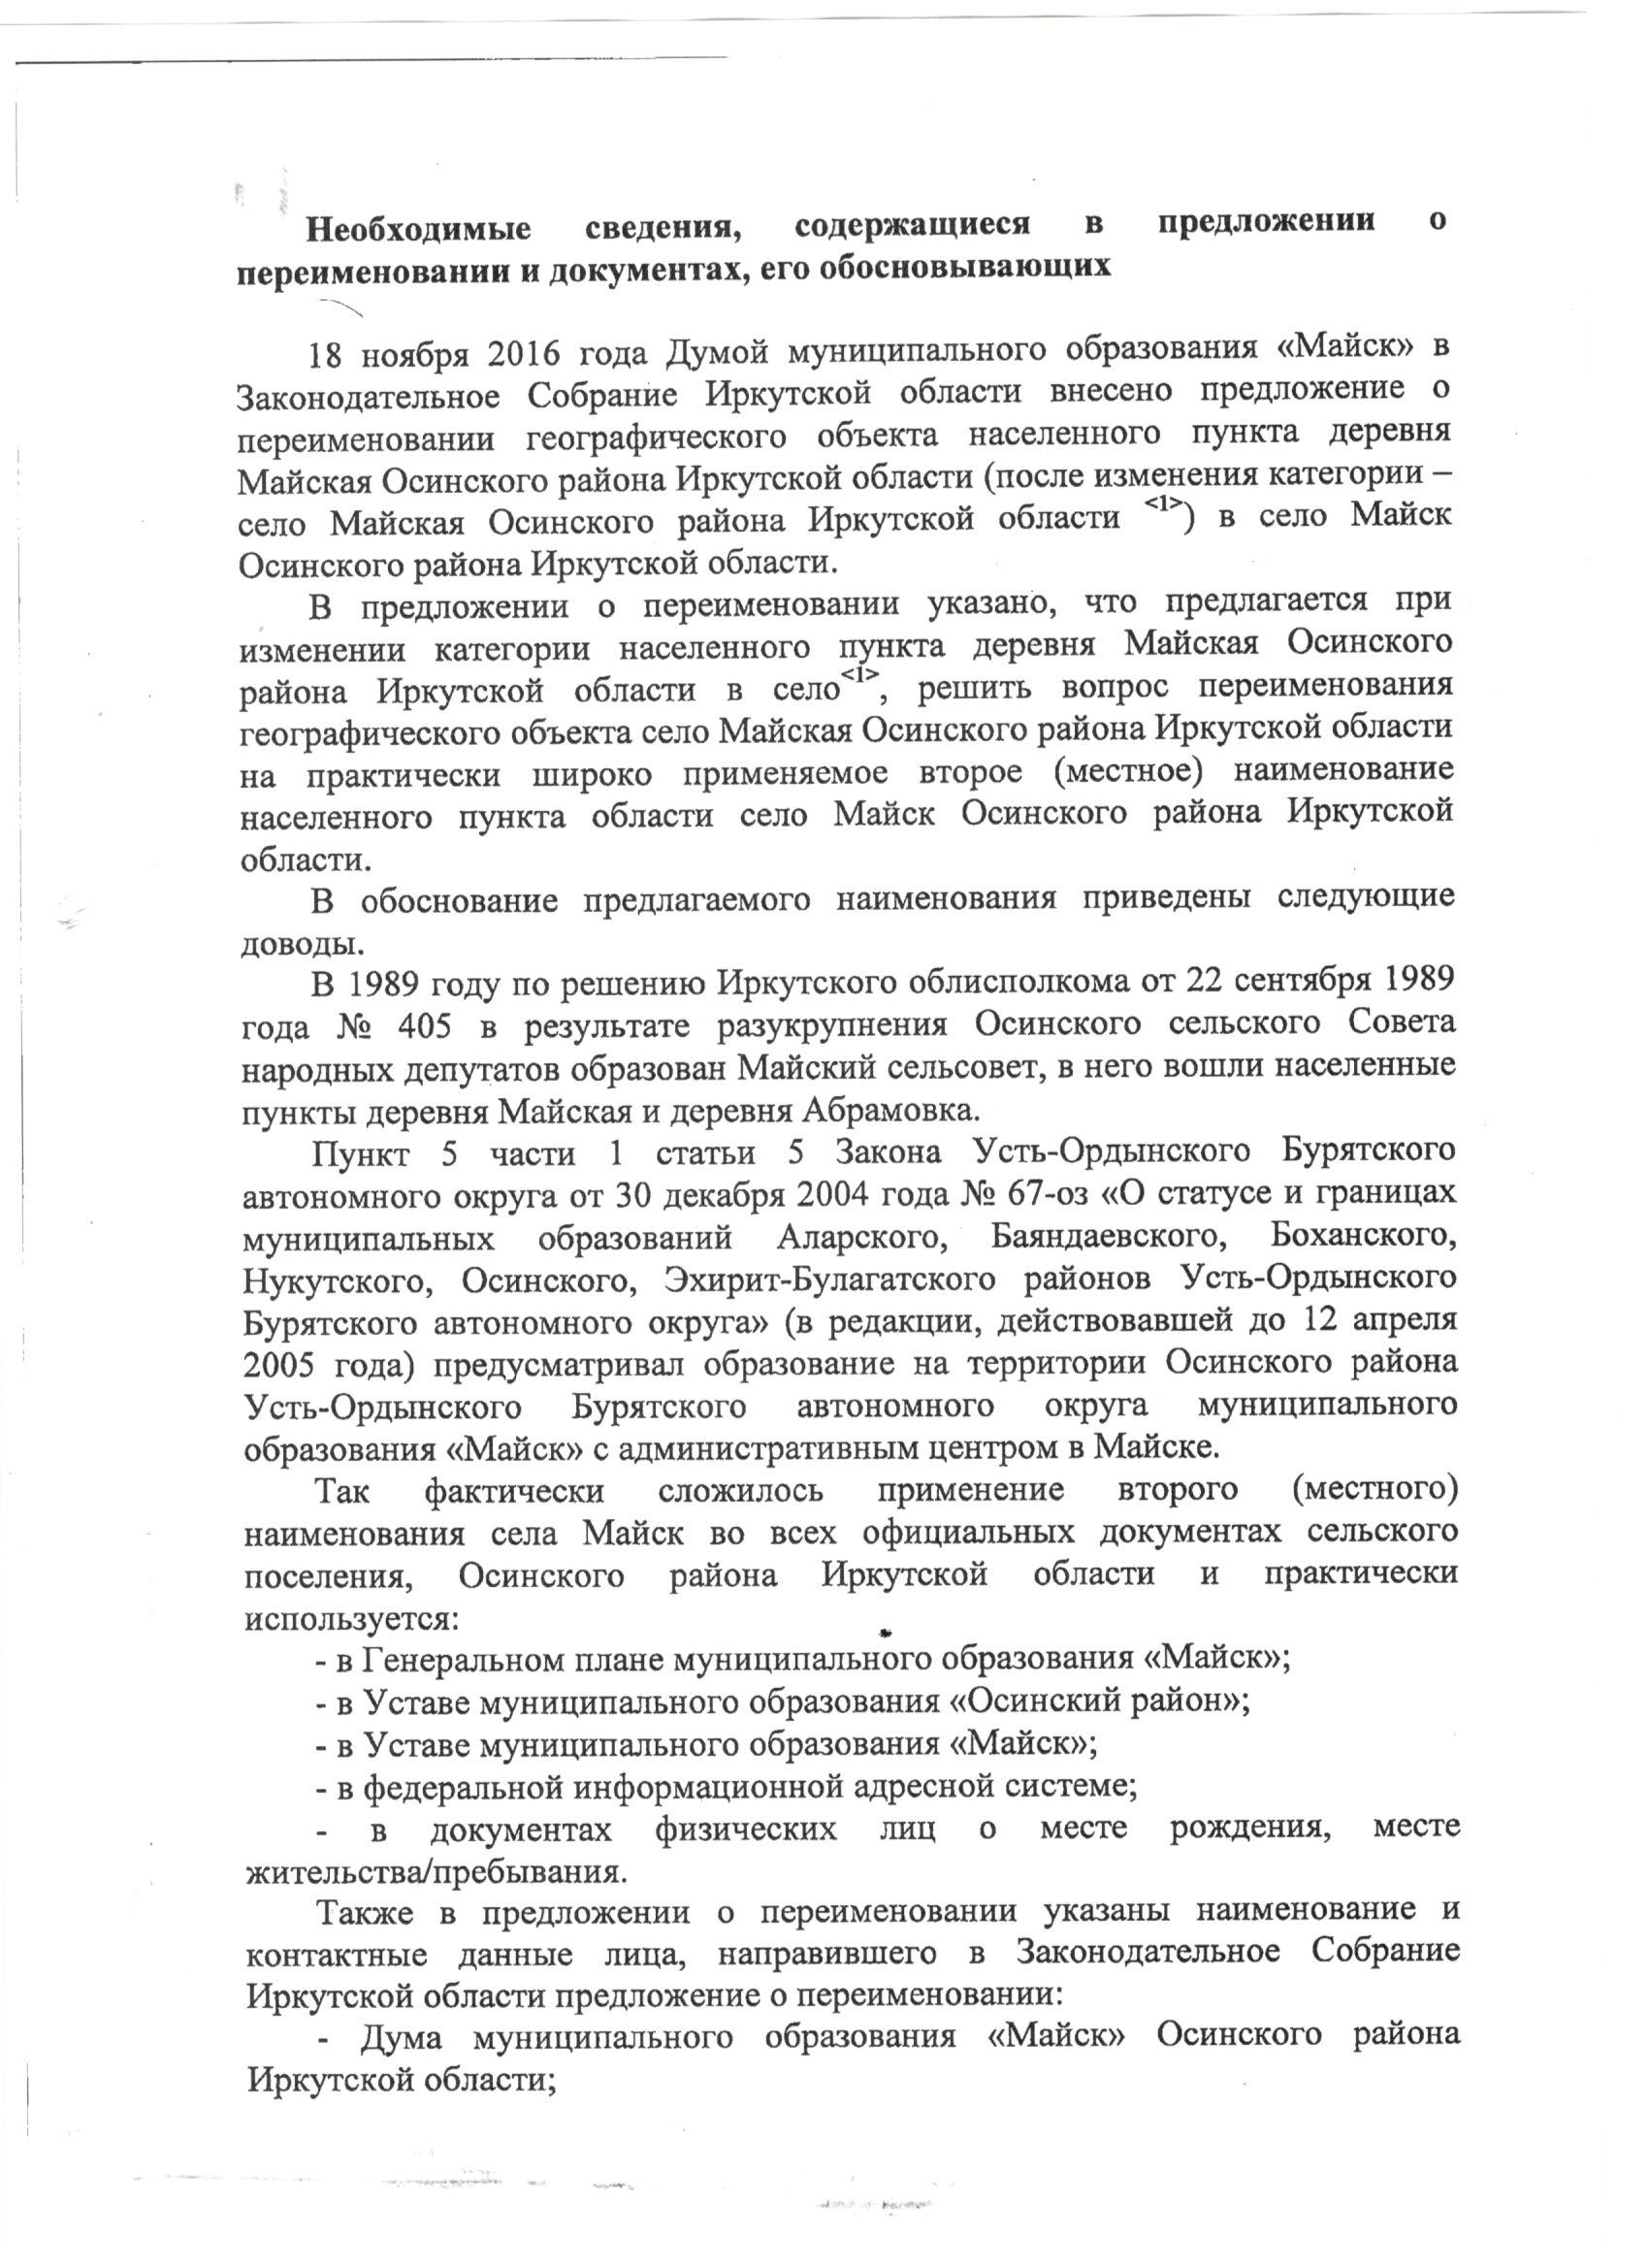 Необходимые сведения, содержащиеся в предложении о
переименовании и документах, его обосновывающих
18 ноября 2016 года Думой муниципального образования «Майск» в
Законодательное Собрание Иркутской области внесено предложение о
переименовании географического объекта населенного пункта деревня
Майская Осинского района Иркутской области (после изменения категории –
село Майская Осинского района Иркутской области <1>) в село Майск
Осинского района Иркутской области.
В предложении о переименовании указано, что предлагается при
изменении категории населенного пункта деревня Майская Осинского
района Иркутской области в село<1>, решить вопрос переименования
географического объекта село Майская Осинского района Иркутской области
на практически широко применяемое второе (местное) наименование
населенного пункта области село Майск Осинского района Иркутской
области.
В обоснование предлагаемого наименования приведены следующие
доводы.
В 1989 году по решению Иркутского облисполкома от 22 сентября 1989
года № 405 в результате разукрупнения Осинского сельского Совета
народных депутатов образован Майский сельсовет, в него вошли населенные
пункты деревня Майская и деревня Абрамовка.
Пункт 5 части 1 статьи 5 Закона Усть-Ордынского Бурятского
автономного округа от 30 декабря 2004 года № 67-оз «О статусе и границах
муниципальных образований Аларского, Баяндаевского, Боханского,
Нукутского, Осинского, Эхирит-Булагатского районов Усть-Ордынского
Бурятского автономного округа» (в редакции, действовавшей до 12 апреля
2005 года) предусматривал образование на территории Осинского района
Усть-Ордынского Бурятского автономного округа муниципального
образования «Майск» с административным центром в Майске.
Так фактически сложилось применение второго (местного)
наименования села Майск во всех официальных документах сельского
поселения, Осинского района Иркутской области и практически
используется:
- в Генеральном плане муниципального образования «Майск»;
- в Уставе муниципального образования «Осинский район»;
- в Уставе муниципального образования «Майск»;
- в федеральной информационной адресной системе;
- в документах физических лиц о месте рождения, месте
жительства/пребывания.
Также в предложении о переименовании указаны наименование и
контактные данные лица, направившего в Законодательное Собрание
Иркутской области предложение о переименовании:
- Дума муниципального образования «Майск» Осинского района
Иркутской области;